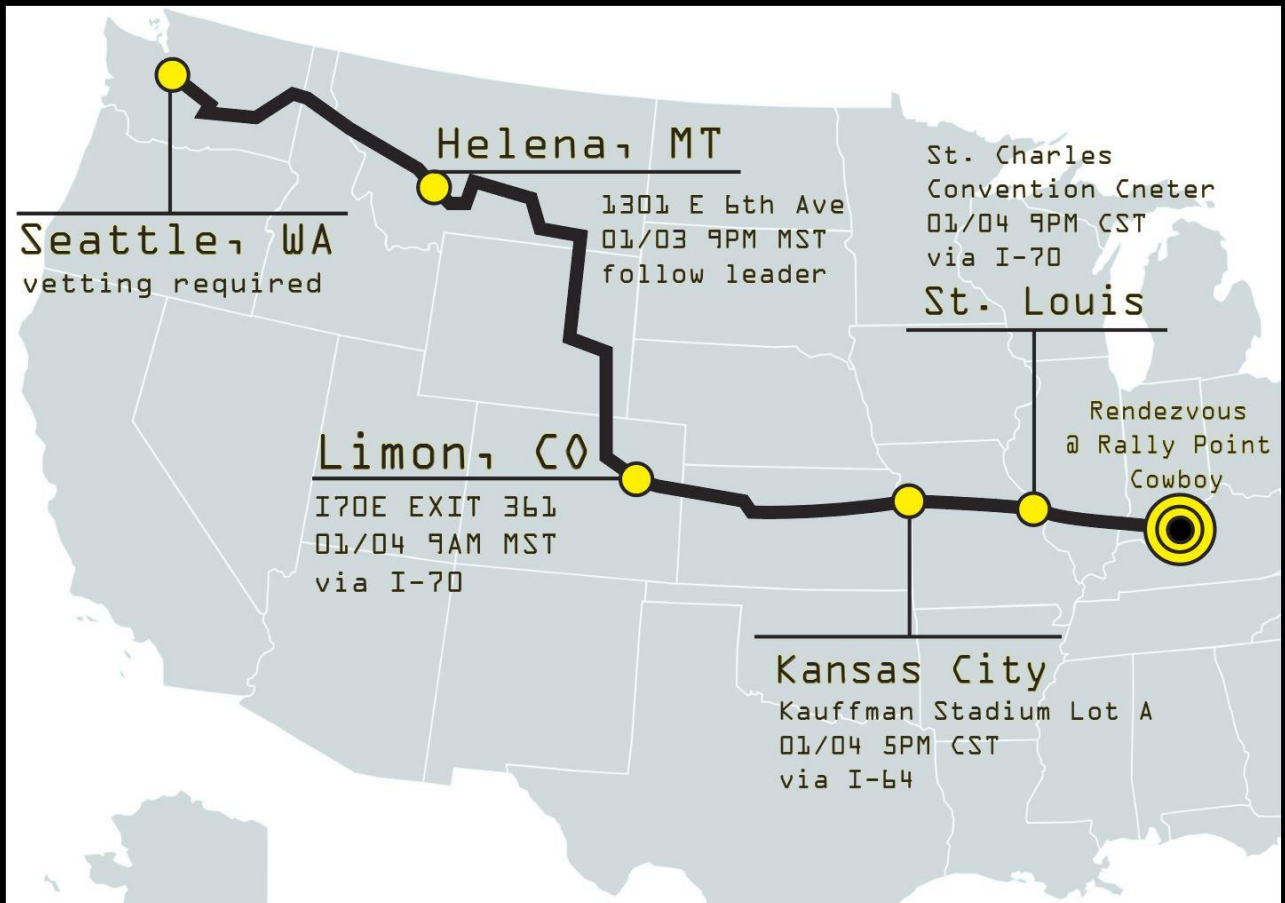 Seattle, WA
vetting required
Helena, MT
1301 E 6th Ave
01/03 9PM MST
follow leader
Limon, CO
I70E EXIT 361
01/04 9AM MST
via I-70
Kansas City
Kauffman Stadium Lot A
01/04 5PM CST
via I-64
St. Charles
Convention Cneter
01/04 9PM CST
via I-70
St. Louis
Rendezvous
@ Rally Point
Cowboy